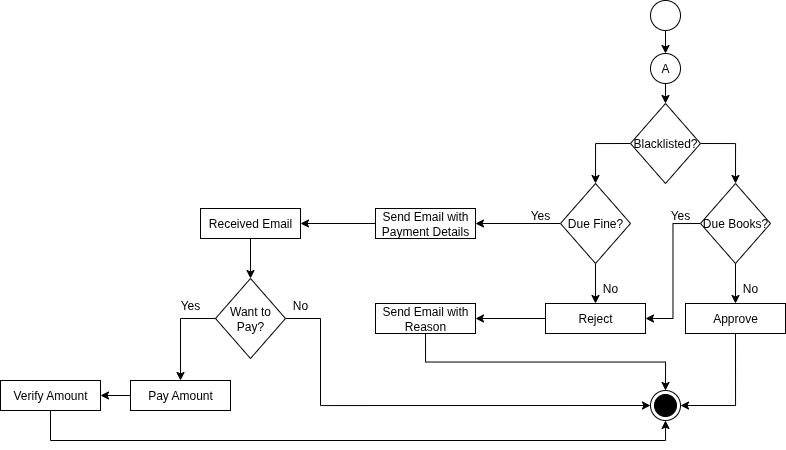 A
Blacklisted?
Received Email
Send Email with
Payment Details
Yes
Due Fine?
Yes
Due Books?
No
No
Yes
Want to
Pay?
No
Send Email with
Reason
Reject
Approve
Verify Amount
Pay Amount